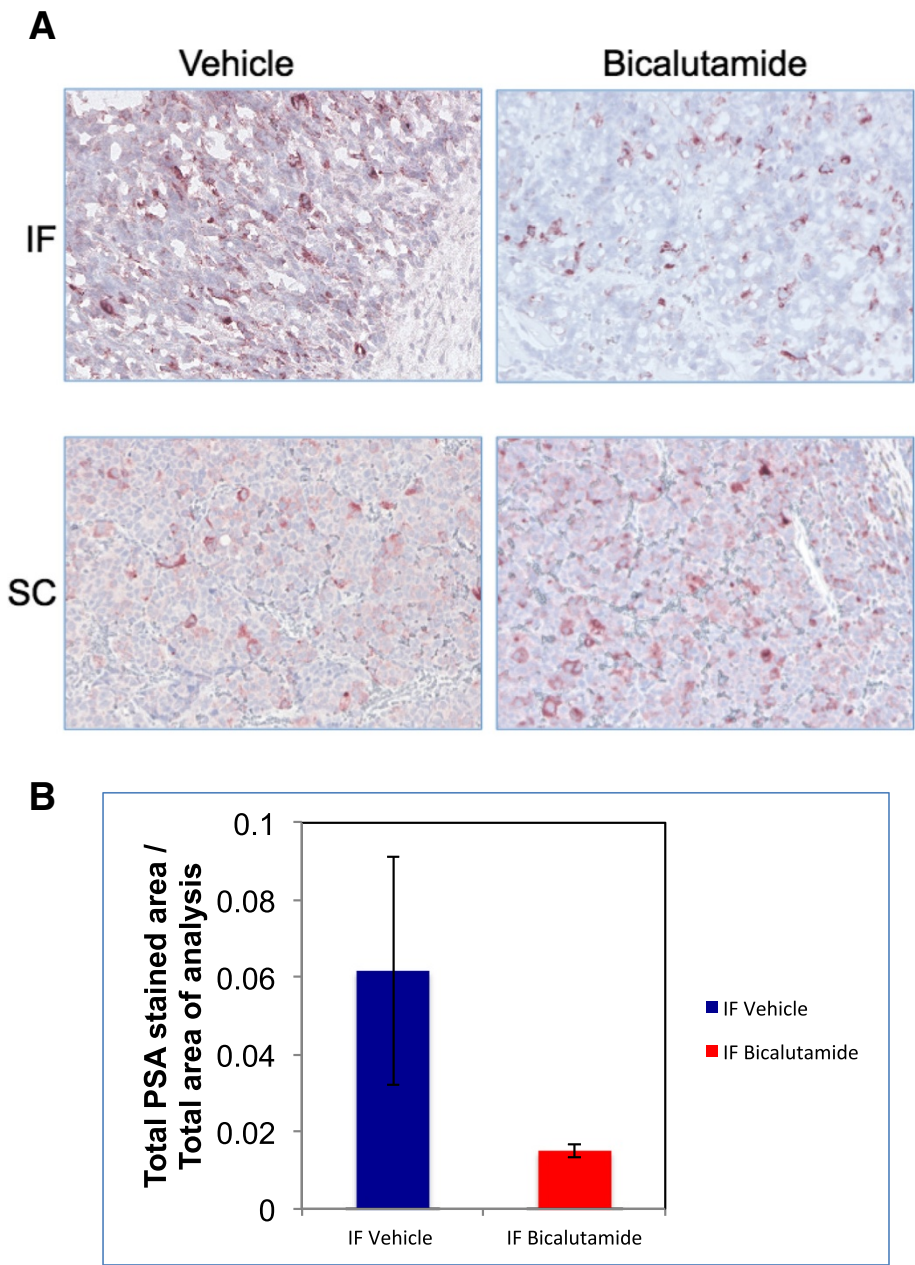 A
Vehicle
Bicalutamide
IF
SC
B
Total PSA stained area /
Total area of analysis
0.1
0.08
0.06
0.04
0.02
0
IF Vehicle
IF Bicalutamide
IF Vehicle
IF Bicalutamide